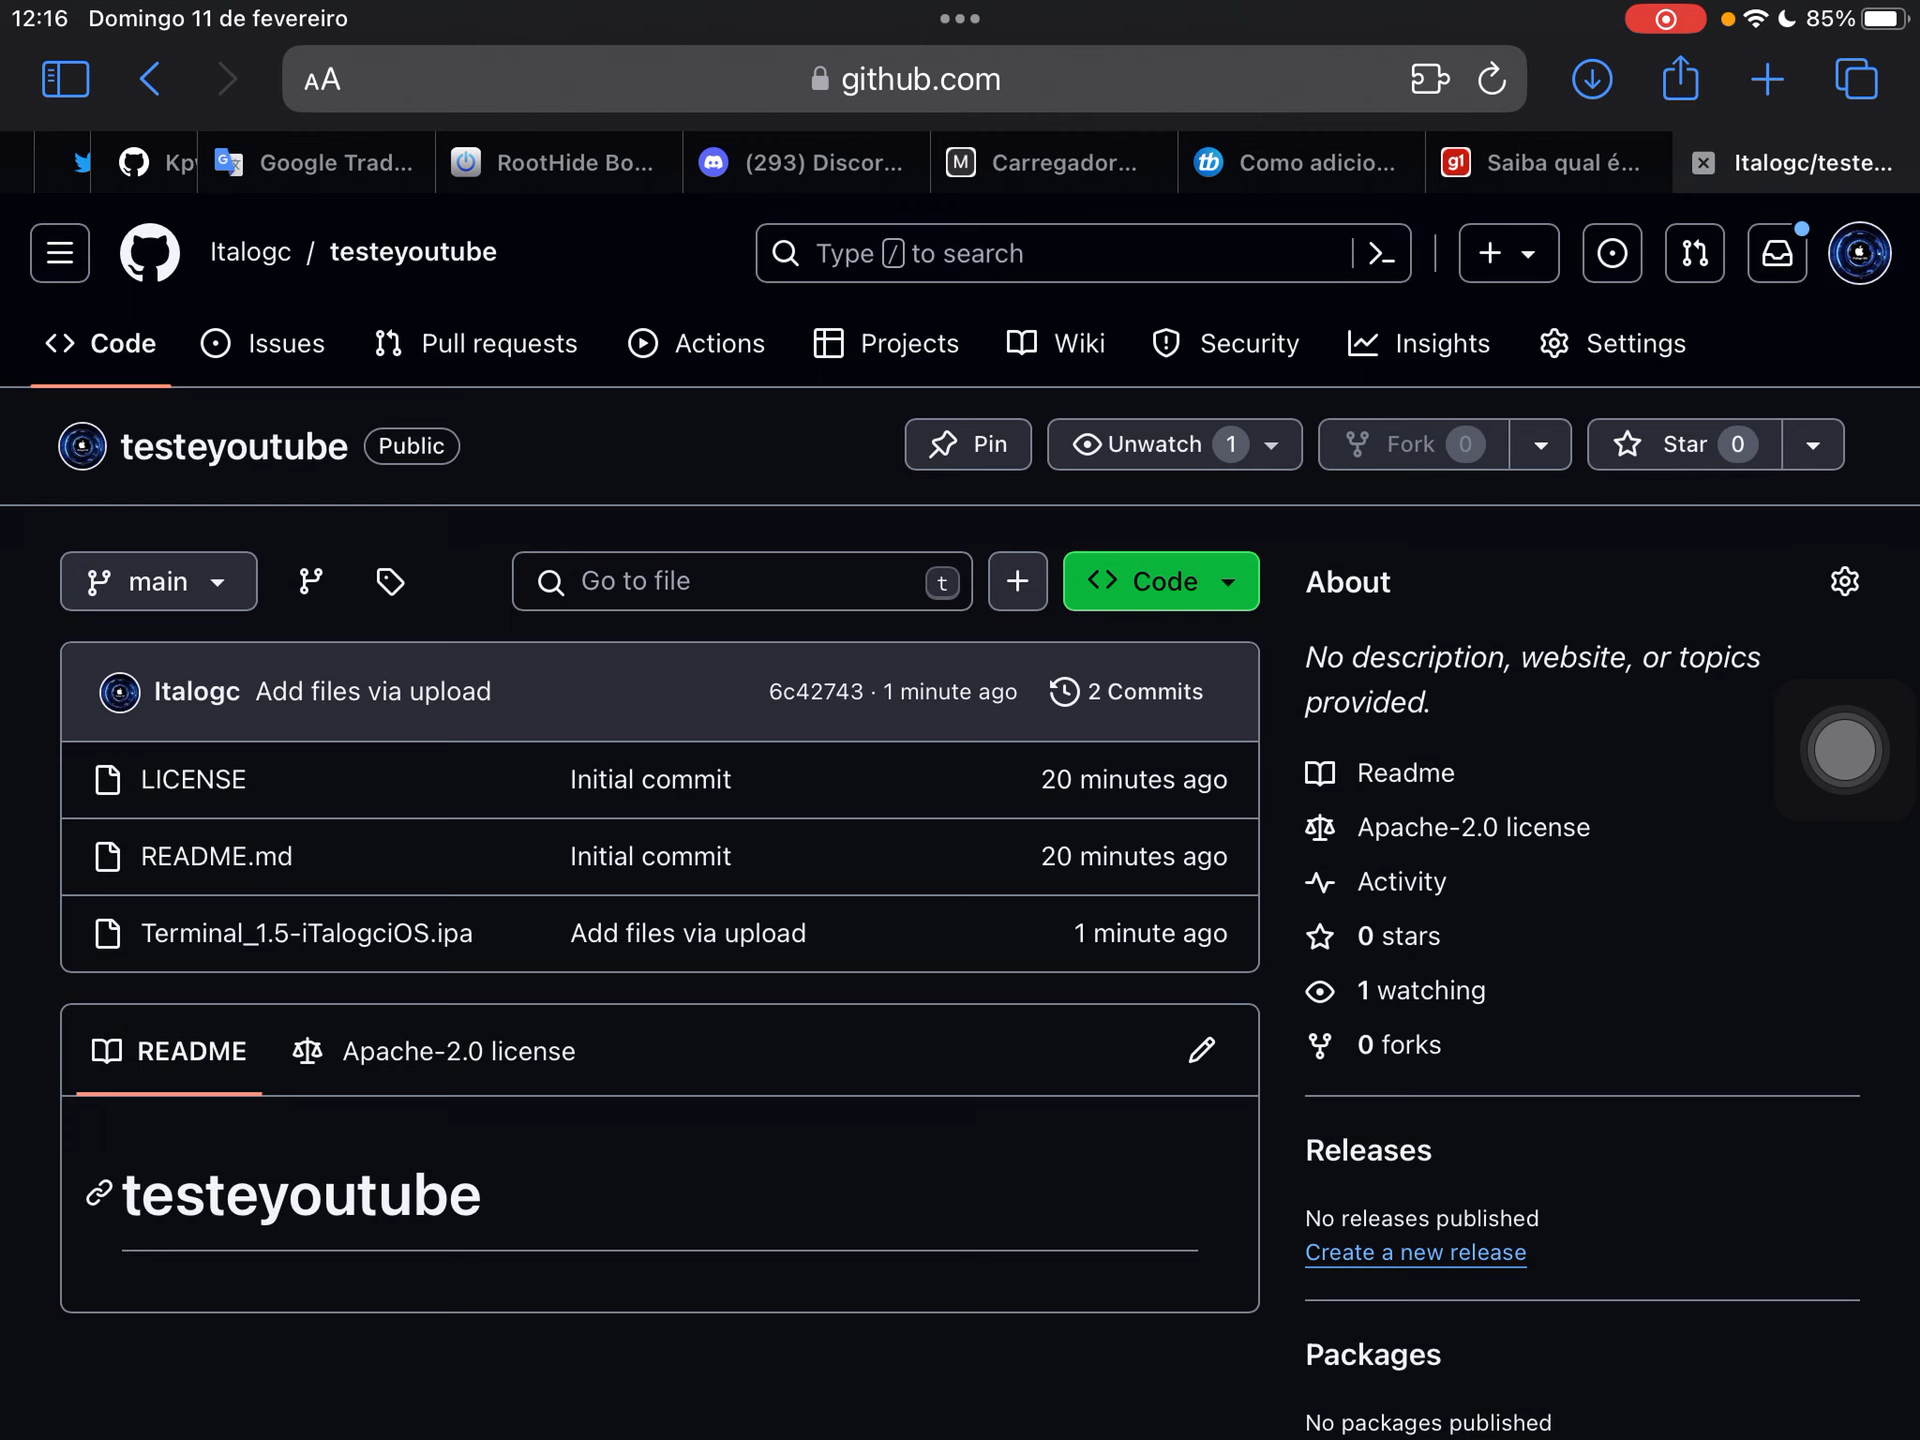 12:16 Domingo 11 de fevereiro
85%
AA
github.com
Google Trad...
RootHide Bo...
(293) Discor...
M
Carregador...
tb
Como adicio...
g1
Saiba qual é...
Italogc/teste...
Italogc / testeyoutube
Type / to search
Code
Issues
Pull requests
Actions
Projects
Wiki
Security
Insights
Settings
testeyoutube
Public
Pin
Unwatch 1
Fork 0
Star 0
main
Go to file
t
Code
About
No description, website, or topics
provided.
Italogc Add files via upload
6c42743 · 1 minute ago
2 Commits
LICENSE
Initial commit
20 minutes ago
README.md
Initial commit
20 minutes ago
Terminal_1.5-iTalogciOS.ipa
Add files via upload
1 minute ago
Readme
Apache-2.0 license
Activity
0 stars
1 watching
0 forks
README
Apache-2.0 license
testeyoutube
Releases
No releases published
Create a new release
Packages
No packages published